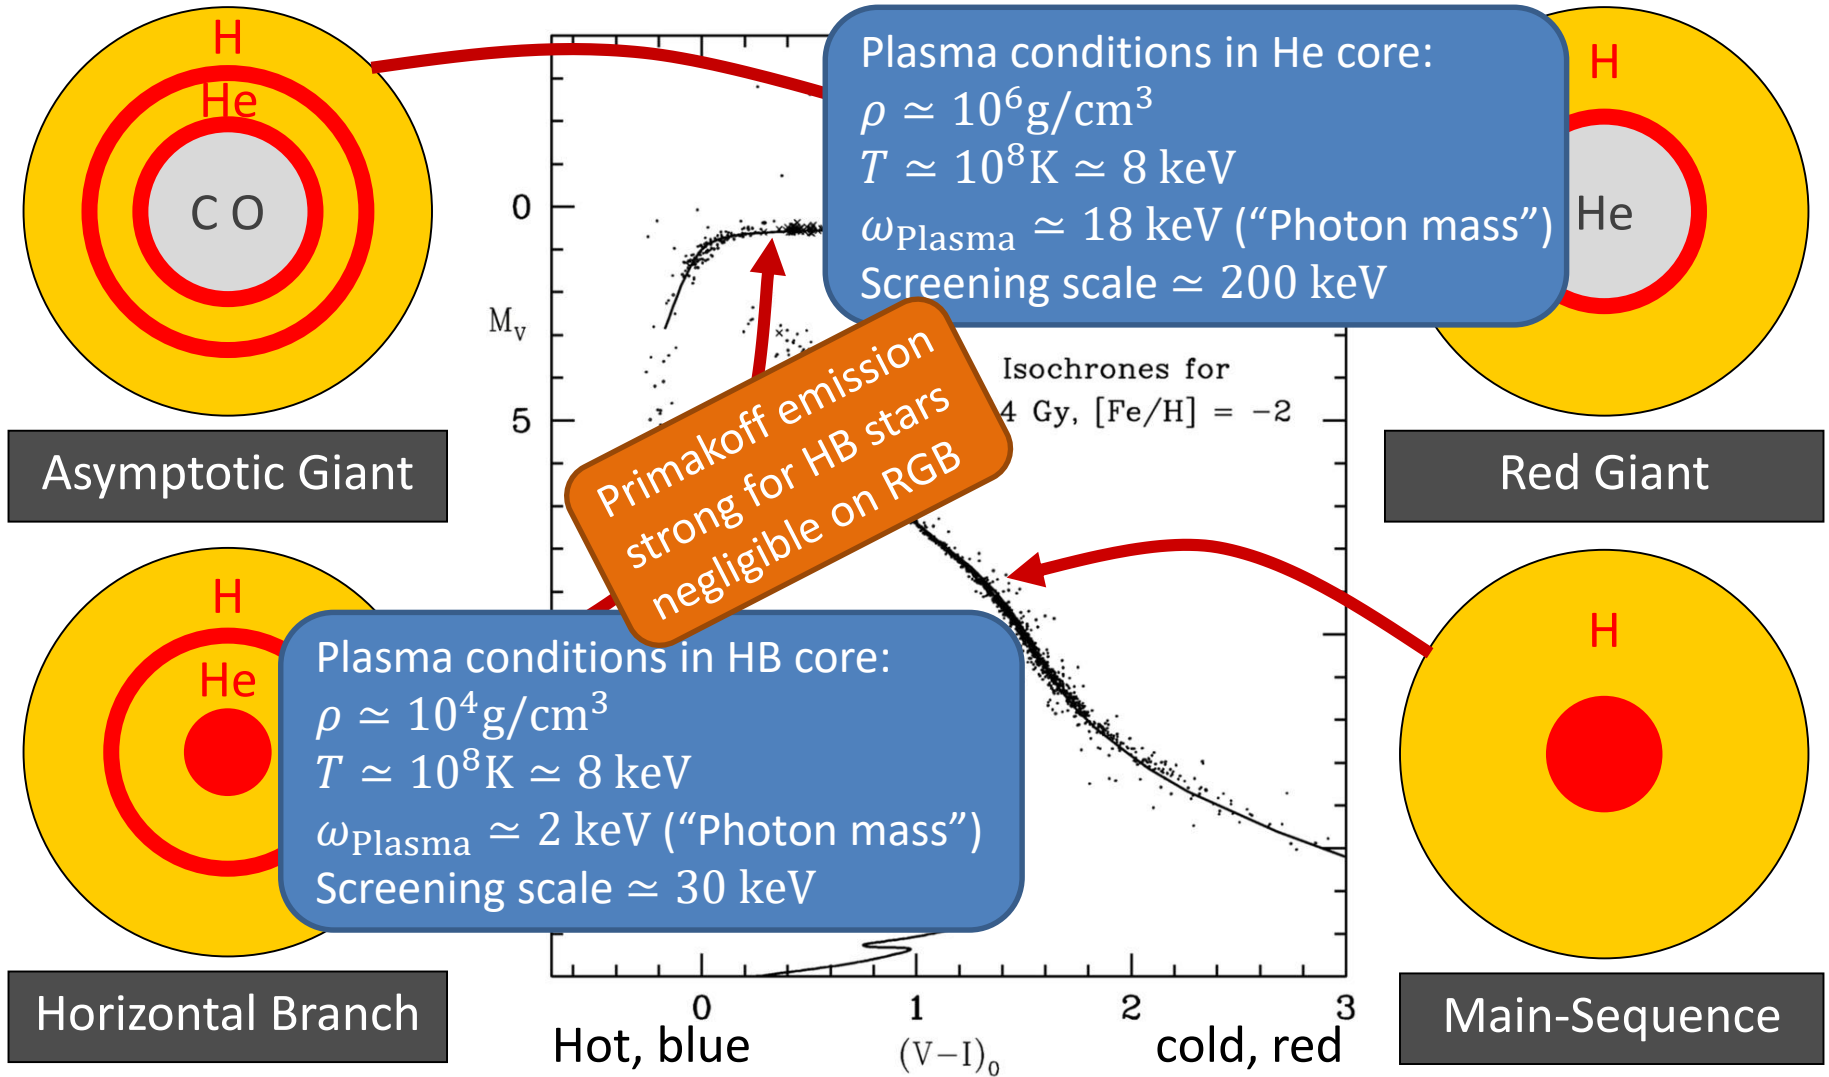 H
He
C O
Asymptotic Giant
Plasma conditions in He core:
ρ ≃ 10⁶g/cm³
T ≃ 10⁸K ≃ 8 keV
ω_Plasma ≃ 18 keV (“Photon mass”)
Screening scale ≃ 200 keV
H
He
Red Giant
0
M_V
5
Isochrones for
4 Gy, [Fe/H] = −2
Primakoff emission
strong for HB stars
negligible on RGB
H
He
Horizontal Branch
Plasma conditions in HB core:
ρ ≃ 10⁴g/cm³
T ≃ 10⁸K ≃ 8 keV
ω_Plasma ≃ 2 keV (“Photon mass”)
Screening scale ≃ 30 keV
H
Main-Sequence
0 1 2 3
Hot, blue
(V−I)₀
cold, red